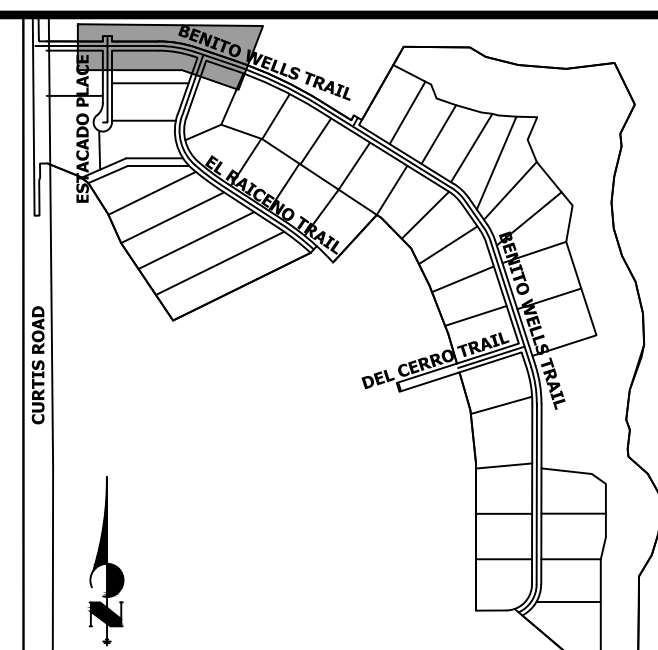 BENITO WELLS TRAIL
ESTACADO PLACE
EL RAICENO TRAIL
BENITO WELLS TRAIL
DEL CERRO TRAIL
CURTIS ROAD
N